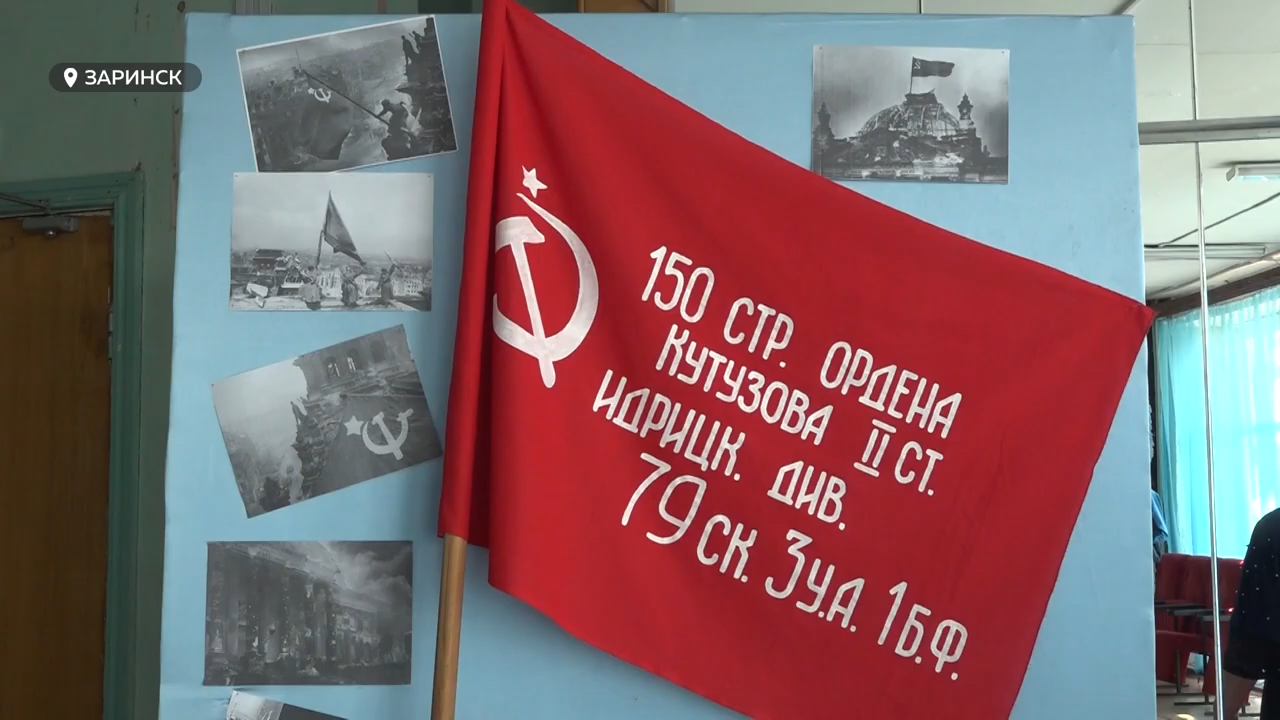 ЗАРИНСК
150 СТР. ОРДЕНА
КУТУЗОВА II СТ.
ИДРИЦК. ДИВ.
79 СК. 3 У.А. 1 Б.Ф.